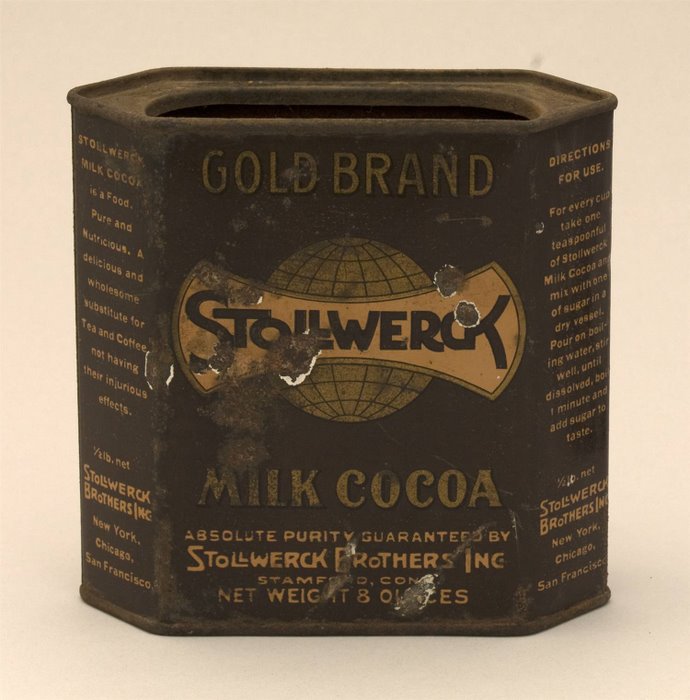 STOLLWERCK
MILK COCOA
is a Food,
Pure and
Nutricious. A
delicious and
wholesome
substitute for
Tea and Coffee
not having
their injurious
effects.
½lb. net
STOLLWERCK
BROTHERS INC
New York,
Chicago,
San Francisco.
GOLD BRAND
STOLLWERCK
MILK COCOA
ABSOLUTE PURITY GUARANTEED BY
STOLLWERCK BROTHERS INC
STAMFORD, CONN.
NET WEIGHT 8 OUNCES
DIRECTIONS
FOR USE.
For every cup
take one
teaspoonful
of Stollwerck
Milk Cocoa and
mix with one
of sugar in a
dry vessel.
Pour on boil-
ing water, stir
well, until
dissolved, boil
1 minute and
add sugar to
taste.
½lb. net
STOLLWERCK
BROTHERS INC
New York,
Chicago,
San Francisco